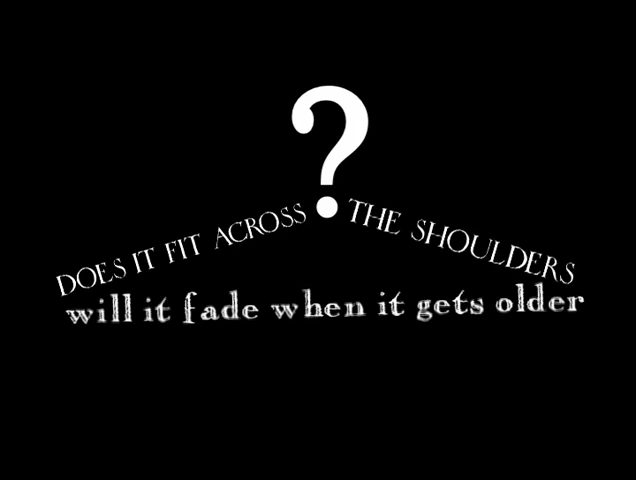 ?
DOES IT FIT ACROSS THE SHOULDERS
will it fade when it gets older